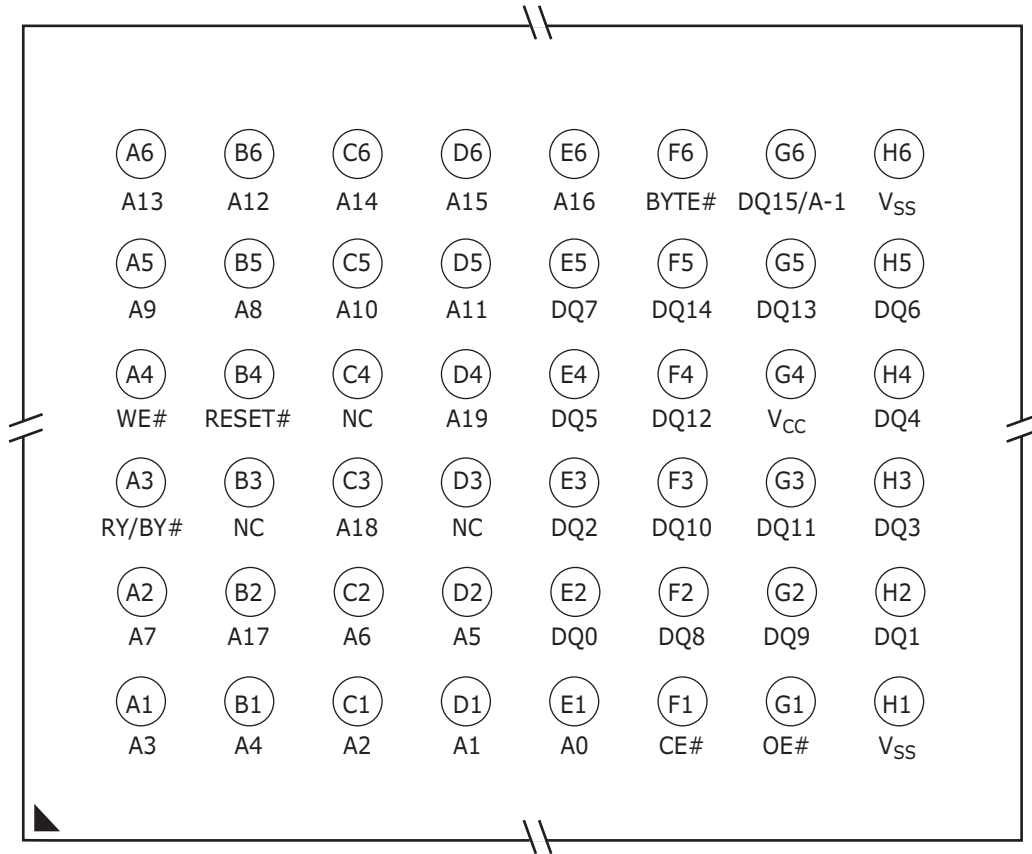 A6 B6 C6 D6 E6 F6 G6 H6
A13 A12 A14 A15 A16 BYTE# DQ15/A-1 VSS
A5 B5 C5 D5 E5 F5 G5 H5
A9 A8 A10 A11 DQ7 DQ14 DQ13 DQ6
A4 B4 C4 D4 E4 F4 G4 H4
WE# RESET# NC A19 DQ5 DQ12 VCC DQ4
A3 B3 C3 D3 E3 F3 G3 H3
RY/BY# NC A18 NC DQ2 DQ10 DQ11 DQ3
A2 B2 C2 D2 E2 F2 G2 H2
A7 A17 A6 A5 DQ0 DQ8 DQ9 DQ1
A1 B1 C1 D1 E1 F1 G1 H1
A3 A4 A2 A1 A0 CE# OE# VSS